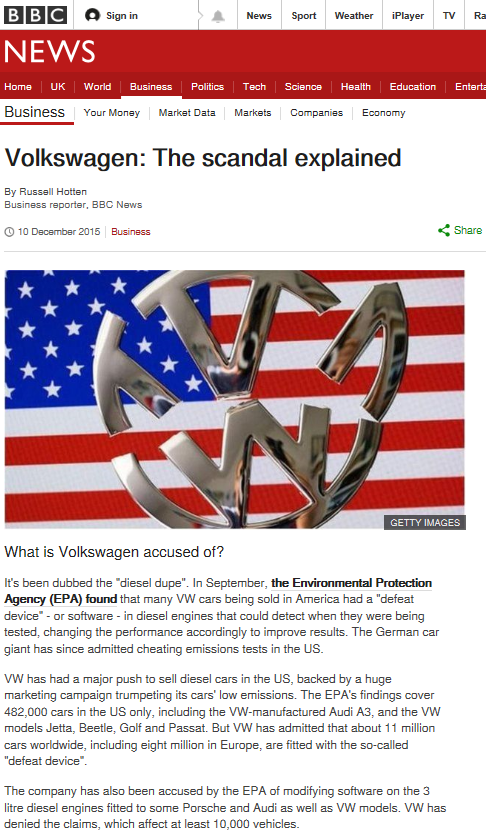 BBC Sign in News Sport Weather iPlayer TV Ra
NEWS
Home UK World Business Politics Tech Science Health Education Enterta
Business Your Money Market Data Markets Companies Economy
Volkswagen: The scandal explained
By Russell Hotten
Business reporter, BBC News
10 December 2015 Business Share
GETTY IMAGES
What is Volkswagen accused of?
It's been dubbed the "diesel dupe". In September, the Environmental Protection
Agency (EPA) found that many VW cars being sold in America had a "defeat
device" - or software - in diesel engines that could detect when they were being
tested, changing the performance accordingly to improve results. The German car
giant has since admitted cheating emissions tests in the US.
VW has had a major push to sell diesel cars in the US, backed by a huge
marketing campaign trumpeting its cars' low emissions. The EPA's findings cover
482,000 cars in the US only, including the VW-manufactured Audi A3, and the VW
models Jetta, Beetle, Golf and Passat. But VW has admitted that about 11 million
cars worldwide, including eight million in Europe, are fitted with the so-called
"defeat device".
The company has also been accused by the EPA of modifying software on the 3
litre diesel engines fitted to some Porsche and Audi as well as VW models. VW has
denied the claims, which affect at least 10,000 vehicles.